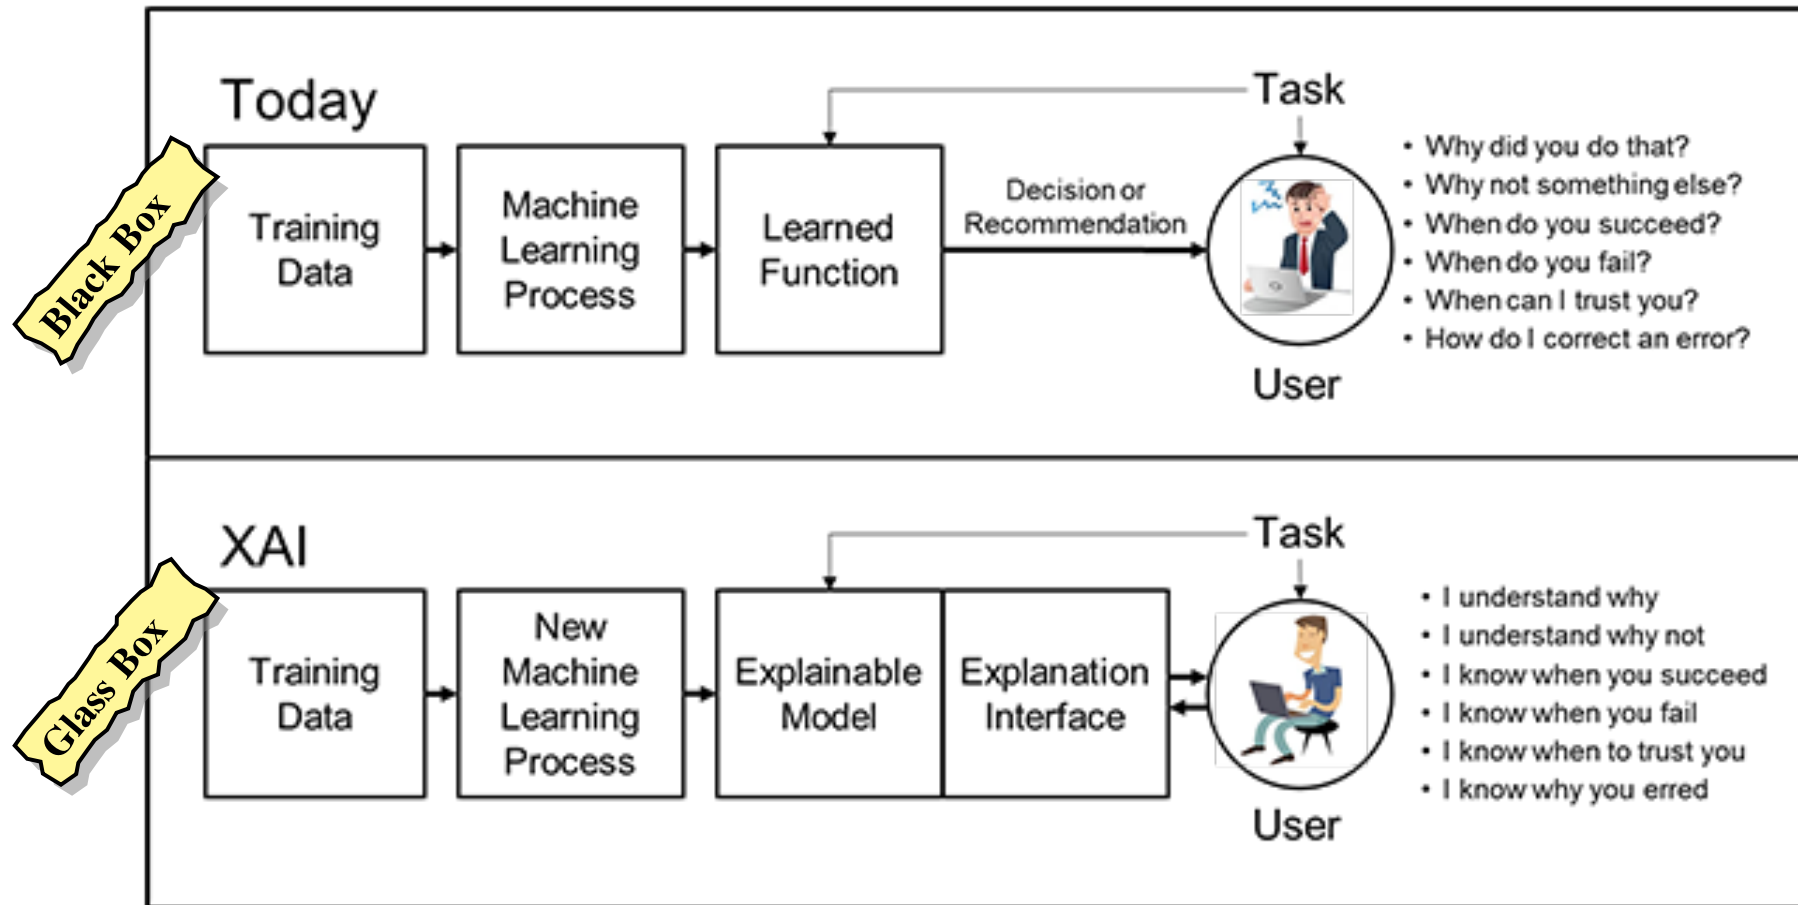 Today
Black Box
Training
Data
Machine
Learning
Process
Learned
Function
Decision or
Recommendation
Task
User
• Why did you do that?
• Why not something else?
• When do you succeed?
• When do you fail?
• When can I trust you?
• How do I correct an error?
XAI
Glass Box
Training
Data
New
Machine
Learning
Process
Explainable
Model
Explanation
Interface
Task
User
• I understand why
• I understand why not
• I know when you succeed
• I know when you fail
• I know when to trust you
• I know why you erred